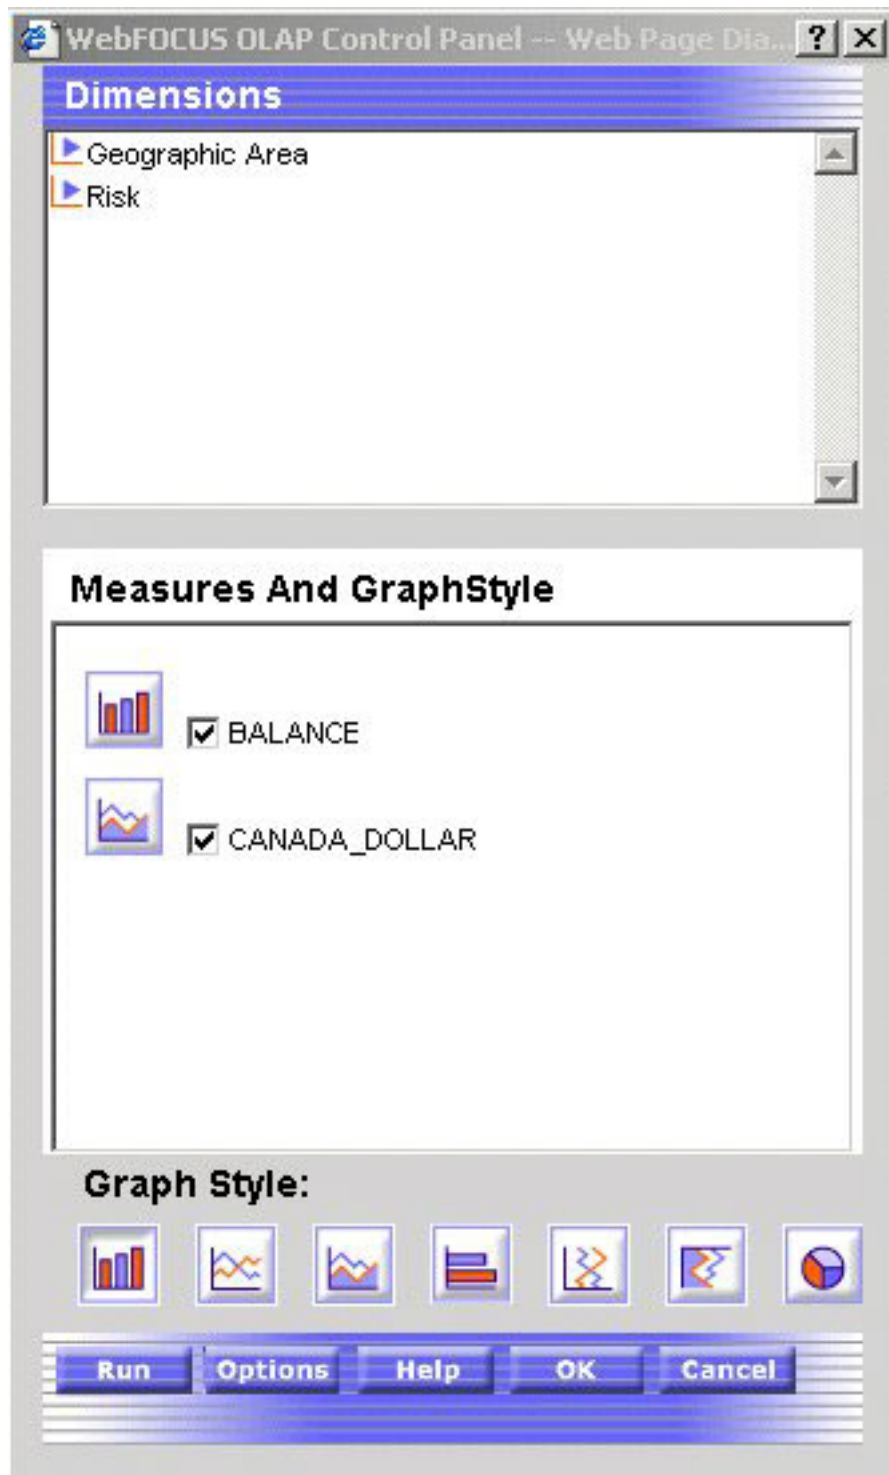 WebFOCUS OLAP Control Panel -- Web Page Dia...
Dimensions
Geographic Area
Risk
Measures And GraphStyle
BALANCE
CANADA_DOLLAR
Graph Style:
Run Options Help OK Cancel